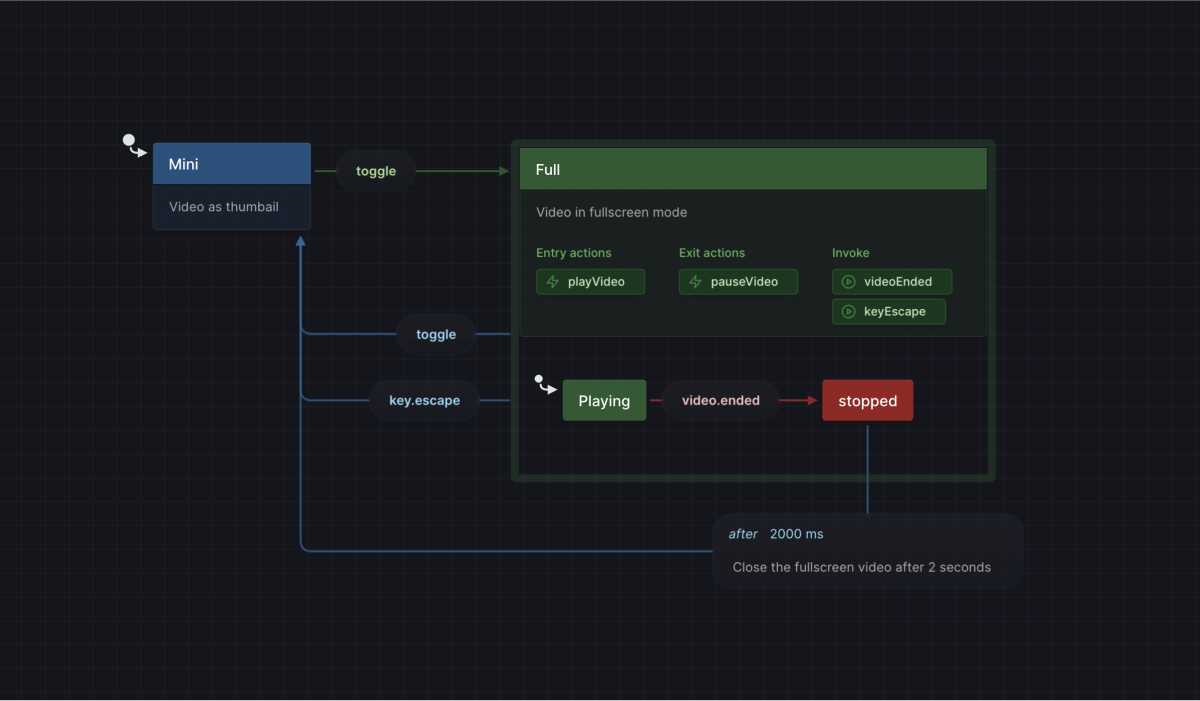 Mini
Video as thumbail
toggle
Full
Video in fullscreen mode
Entry actions
playVideo
Exit actions
pauseVideo
Invoke
videoEnded
keyEscape
toggle
key.escape
Playing
video.ended
stopped
after 2000 ms
Close the fullscreen video after 2 seconds